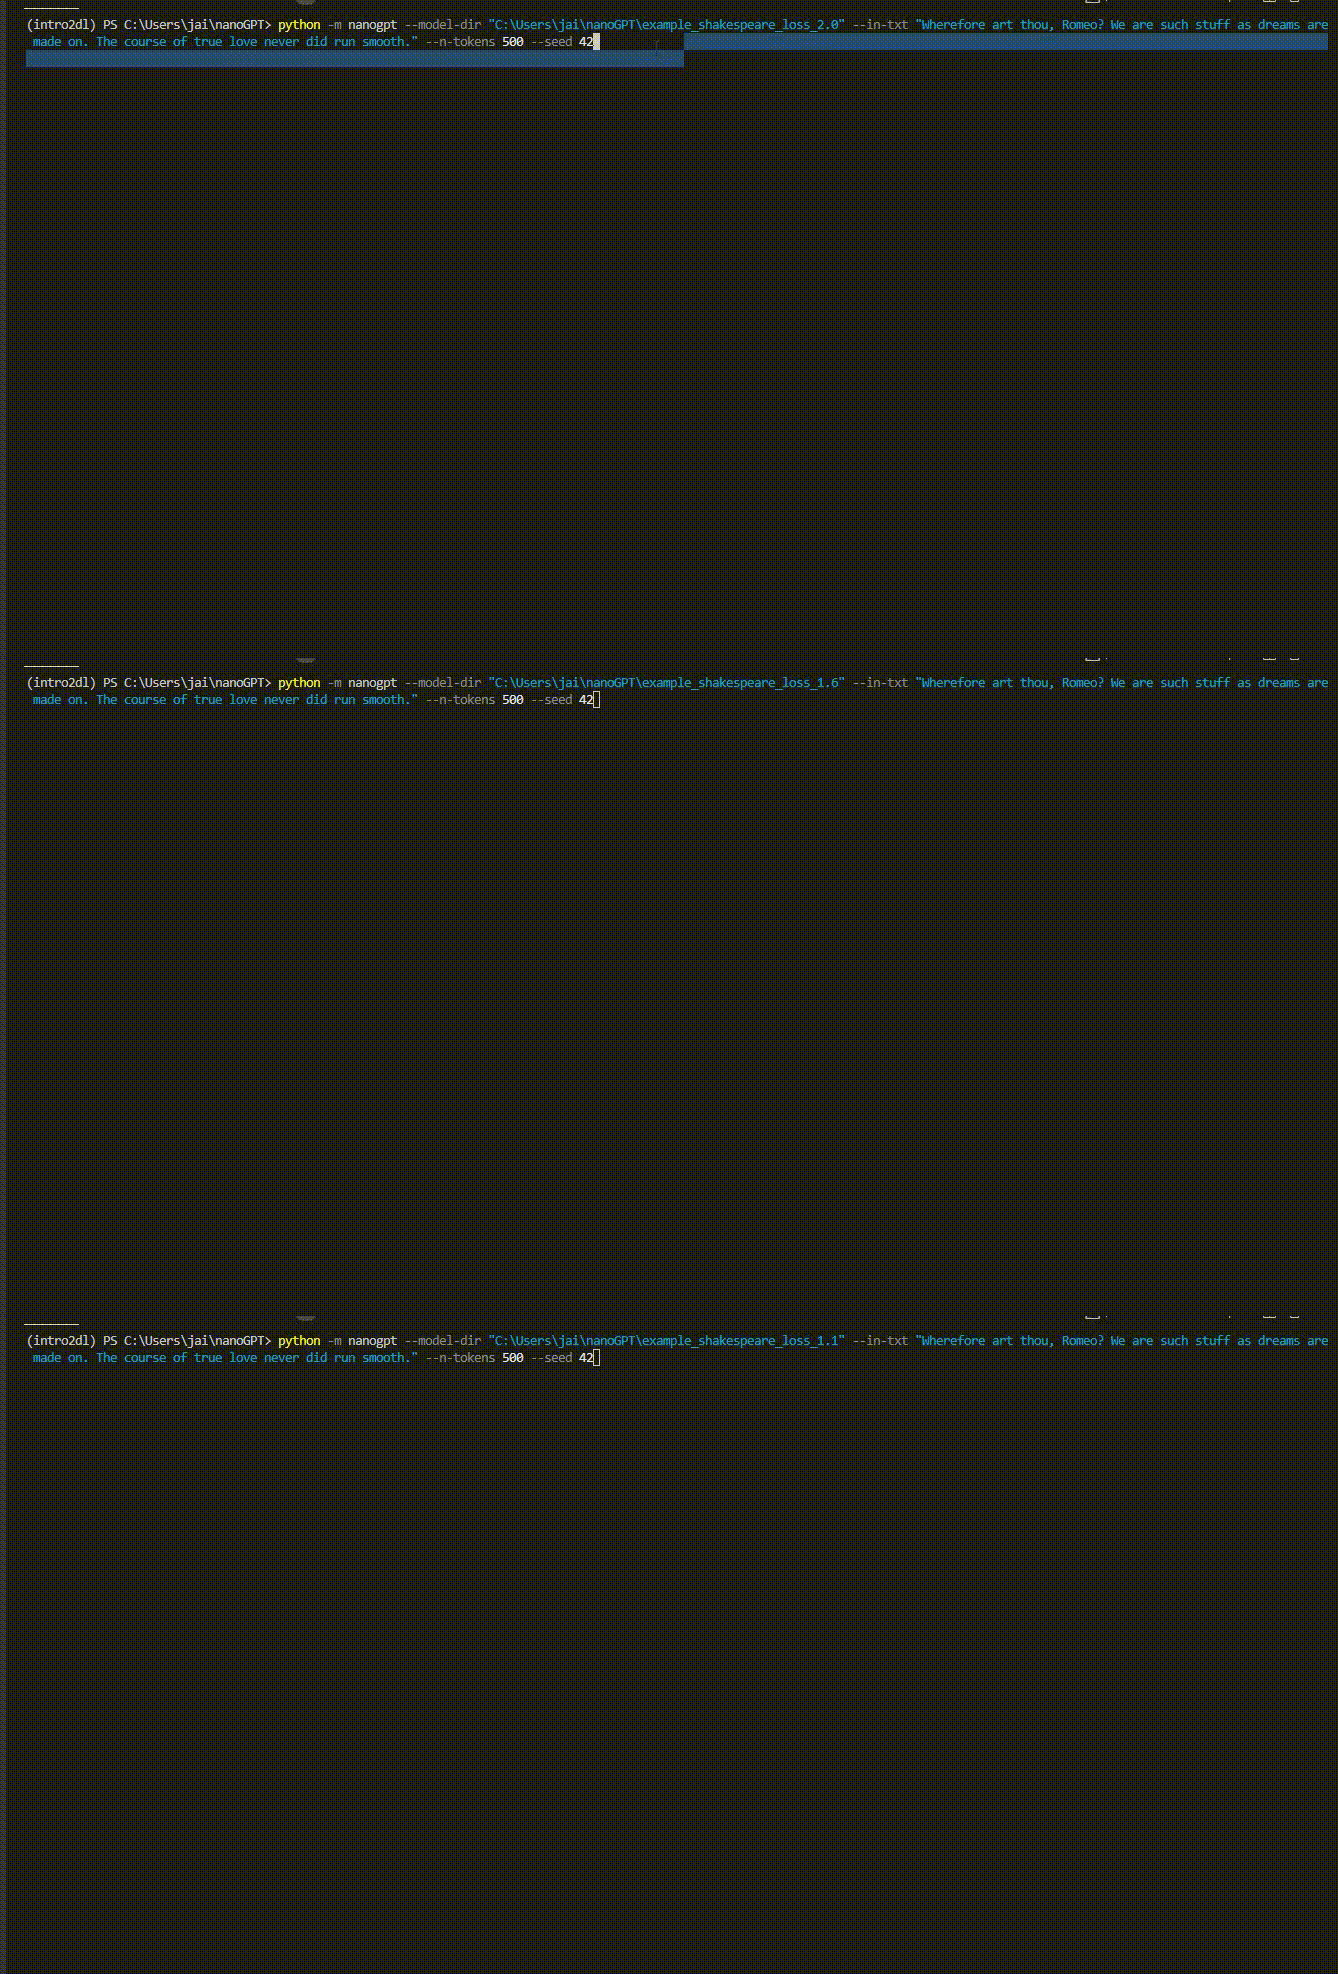 (intro2dl) PS C:\Users\jai\nanoGPT> python -m nanogpt --model-dir "C:\Users\jai\nanoGPT\example_shakespeare_loss_2.0" --in-txt "Wherefore art thou, Romeo? We are such stuff as dreams are
made on. The course of true love never did run smooth." --n-tokens 500 --seed 42
(intro2dl) PS C:\Users\jai\nanoGPT> python -m nanogpt --model-dir "C:\Users\jai\nanoGPT\example_shakespeare_loss_1.6" --in-txt "Wherefore art thou, Romeo? We are such stuff as dreams are
made on. The course of true love never did run smooth." --n-tokens 500 --seed 42
(intro2dl) PS C:\Users\jai\nanoGPT> python -m nanogpt --model-dir "C:\Users\jai\nanoGPT\example_shakespeare_loss_1.1" --in-txt "Wherefore art thou, Romeo? We are such stuff as dreams are
made on. The course of true love never did run smooth." --n-tokens 500 --seed 42